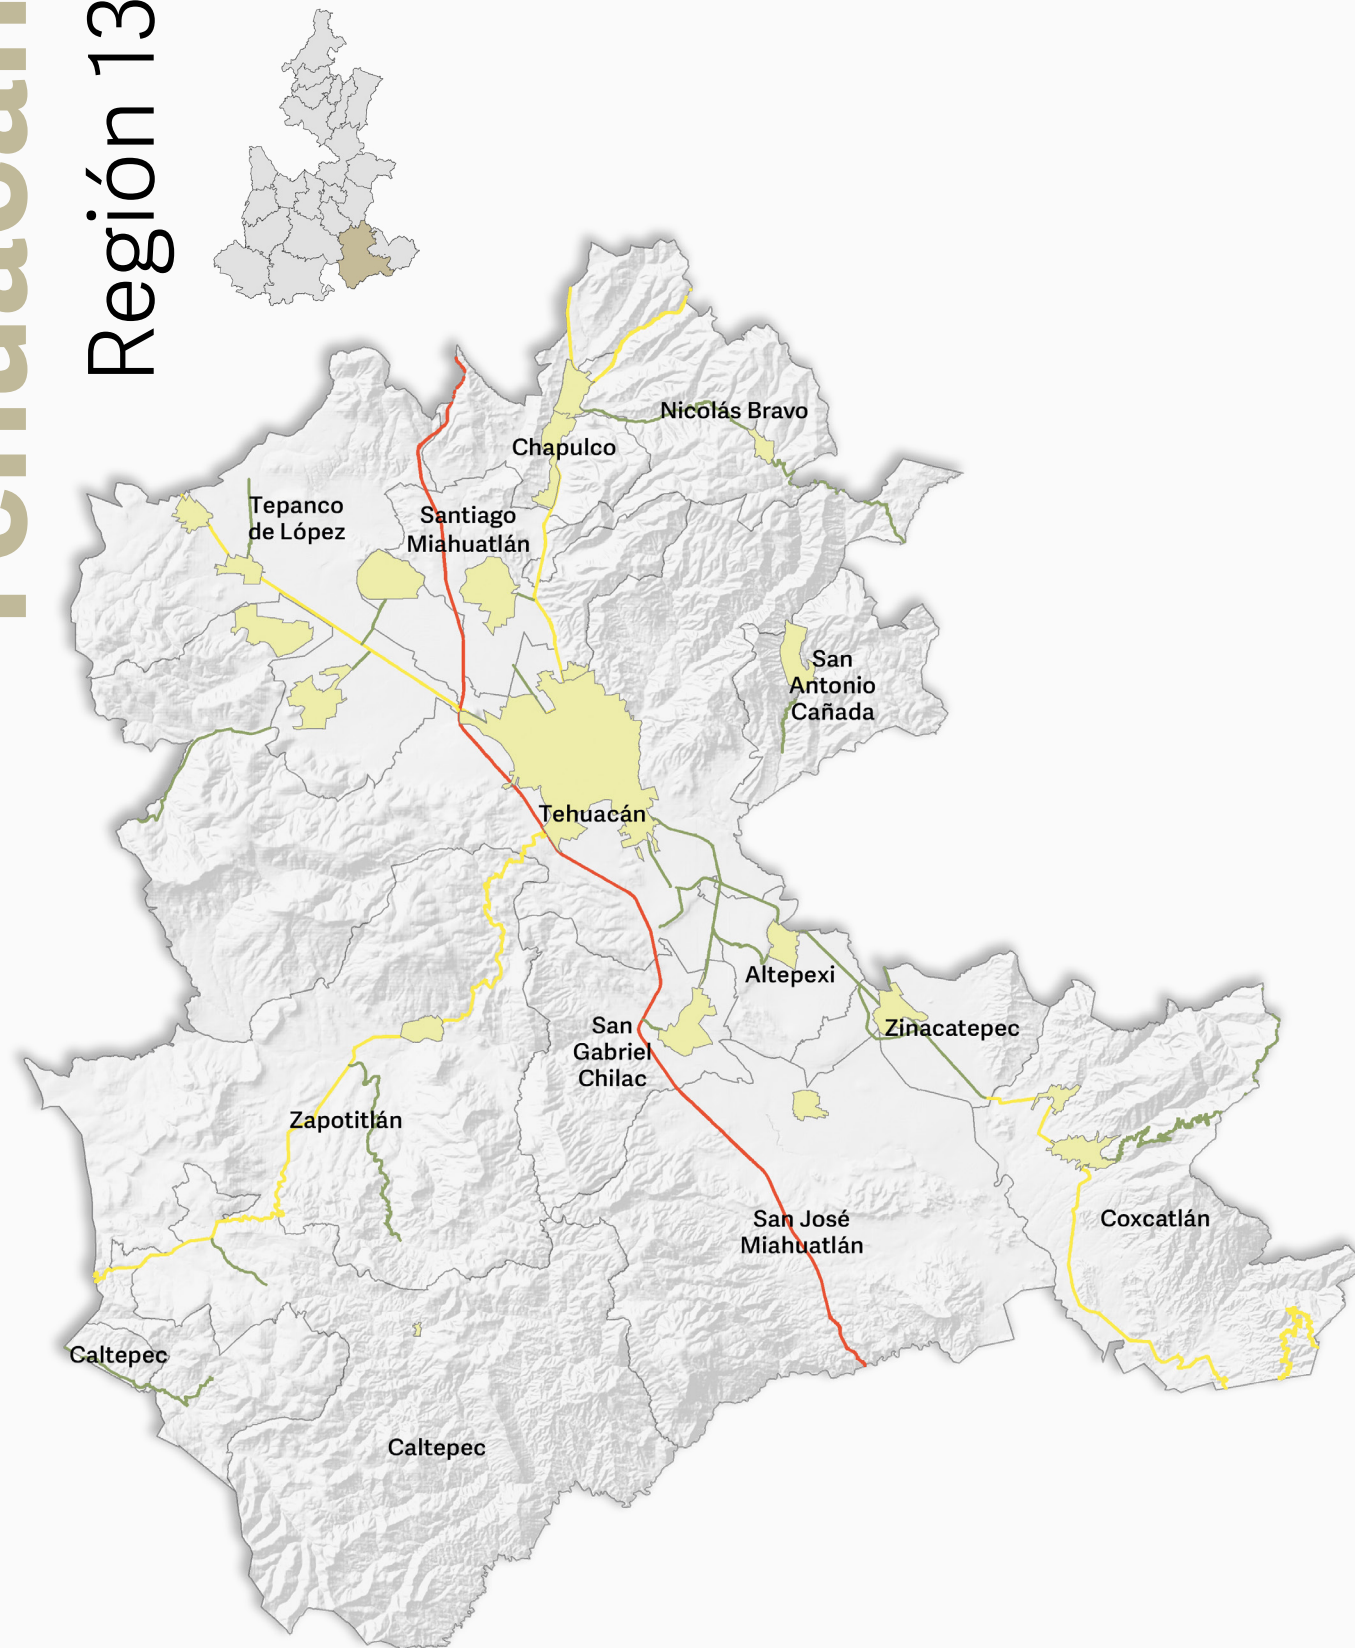 Región 13
Nicolás Bravo
Chapulco
Tepanco
de López
Santiago
Miahuatlán
San
Antonio
Cañada
Tehuacán
Altepexi
San
Gabriel
Chilac
Zinacatepec
Zapotitlán
San José
Miahuatlán
Coxcatlán
Caltepec
Caltepec